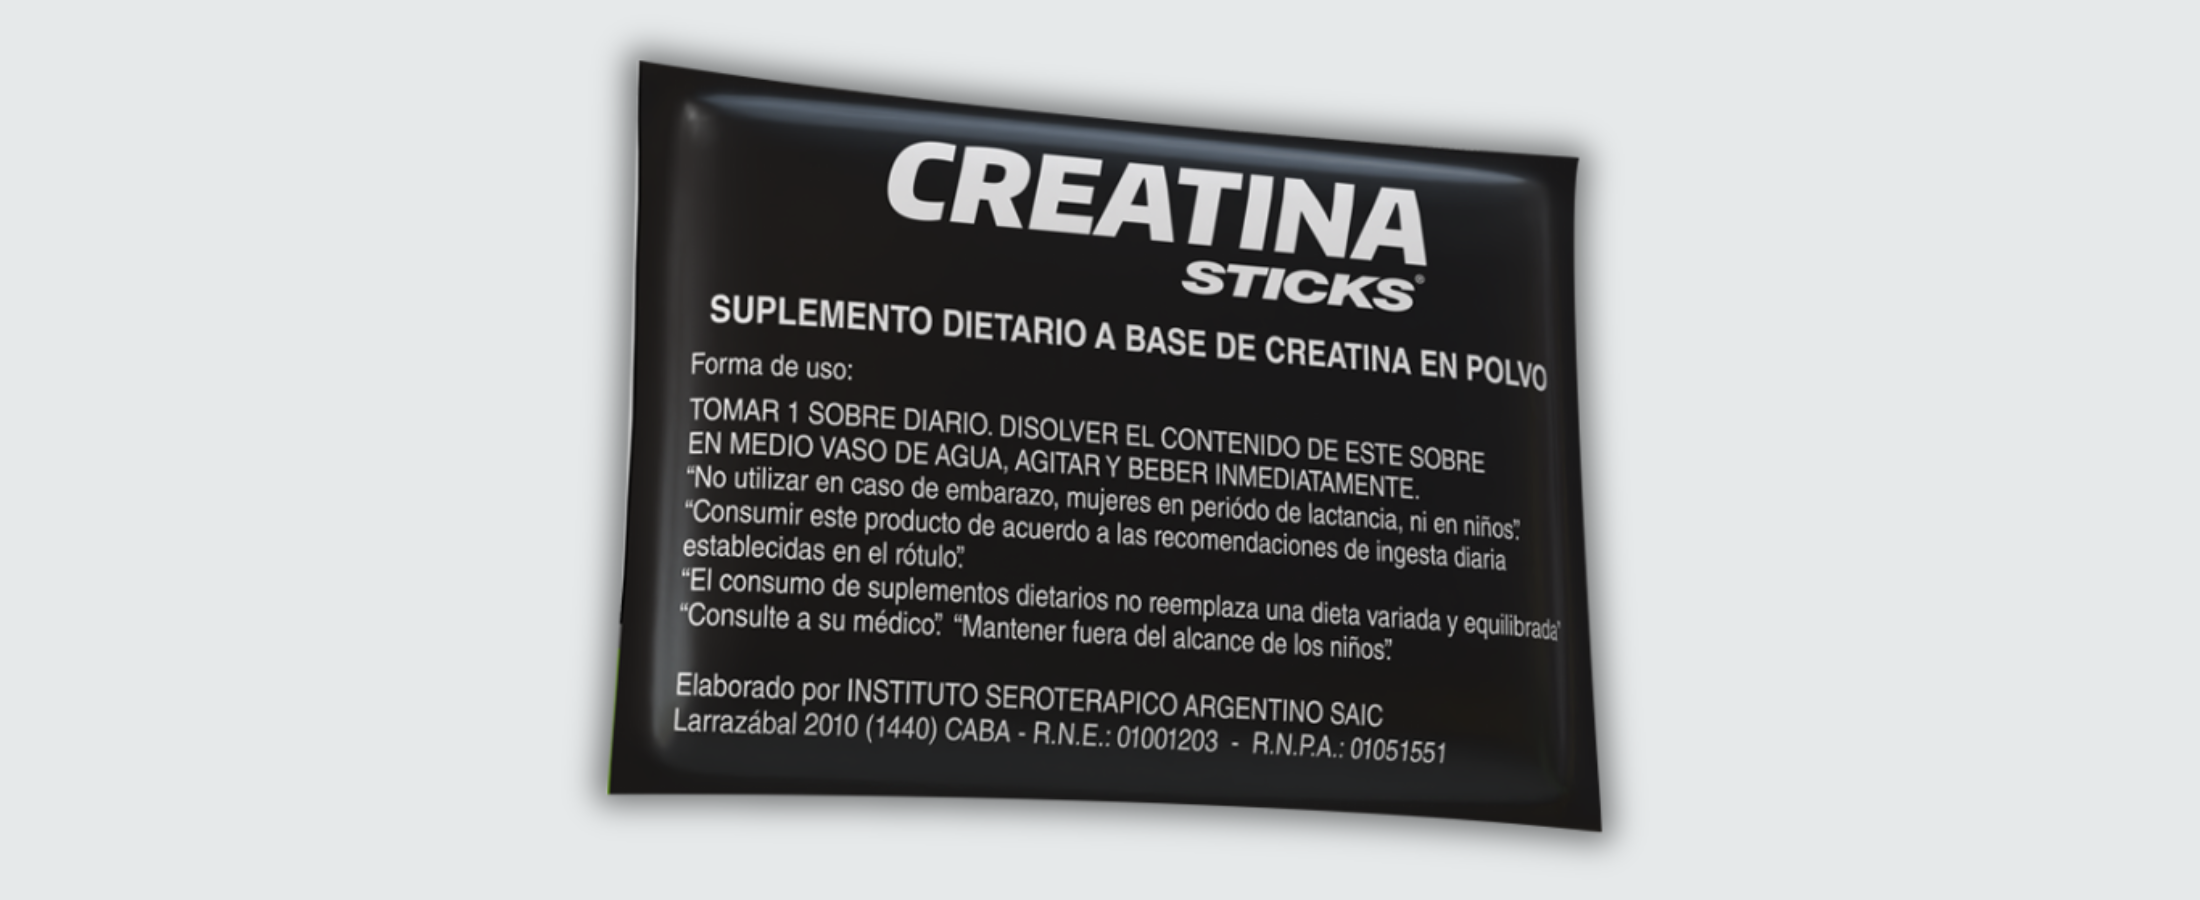 CREATINA
STICKS®
SUPLEMENTO DIETARIO A BASE DE CREATINA EN POLVO
Forma de uso:
TOMAR 1 SOBRE DIARIO. DISOLVER EL CONTENIDO DE ESTE SOBRE
EN MEDIO VASO DE AGUA, AGITAR Y BEBER INMEDIATAMENTE.
“No utilizar en caso de embarazo, mujeres en periódo de lactancia, ni en niños”.
“Consumir este producto de acuerdo a las recomendaciones de ingesta diaria
establecidas en el rótulo”.
“El consumo de suplementos dietarios no reemplaza una dieta variada y equilibrada”
“Consulte a su médico”. “Mantener fuera del alcance de los niños”.
Elaborado por INSTITUTO SEROTERAPICO ARGENTINO SAIC
Larrazábal 2010 (1440) CABA - R.N.E.: 01001203 - R.N.P.A.: 01051551